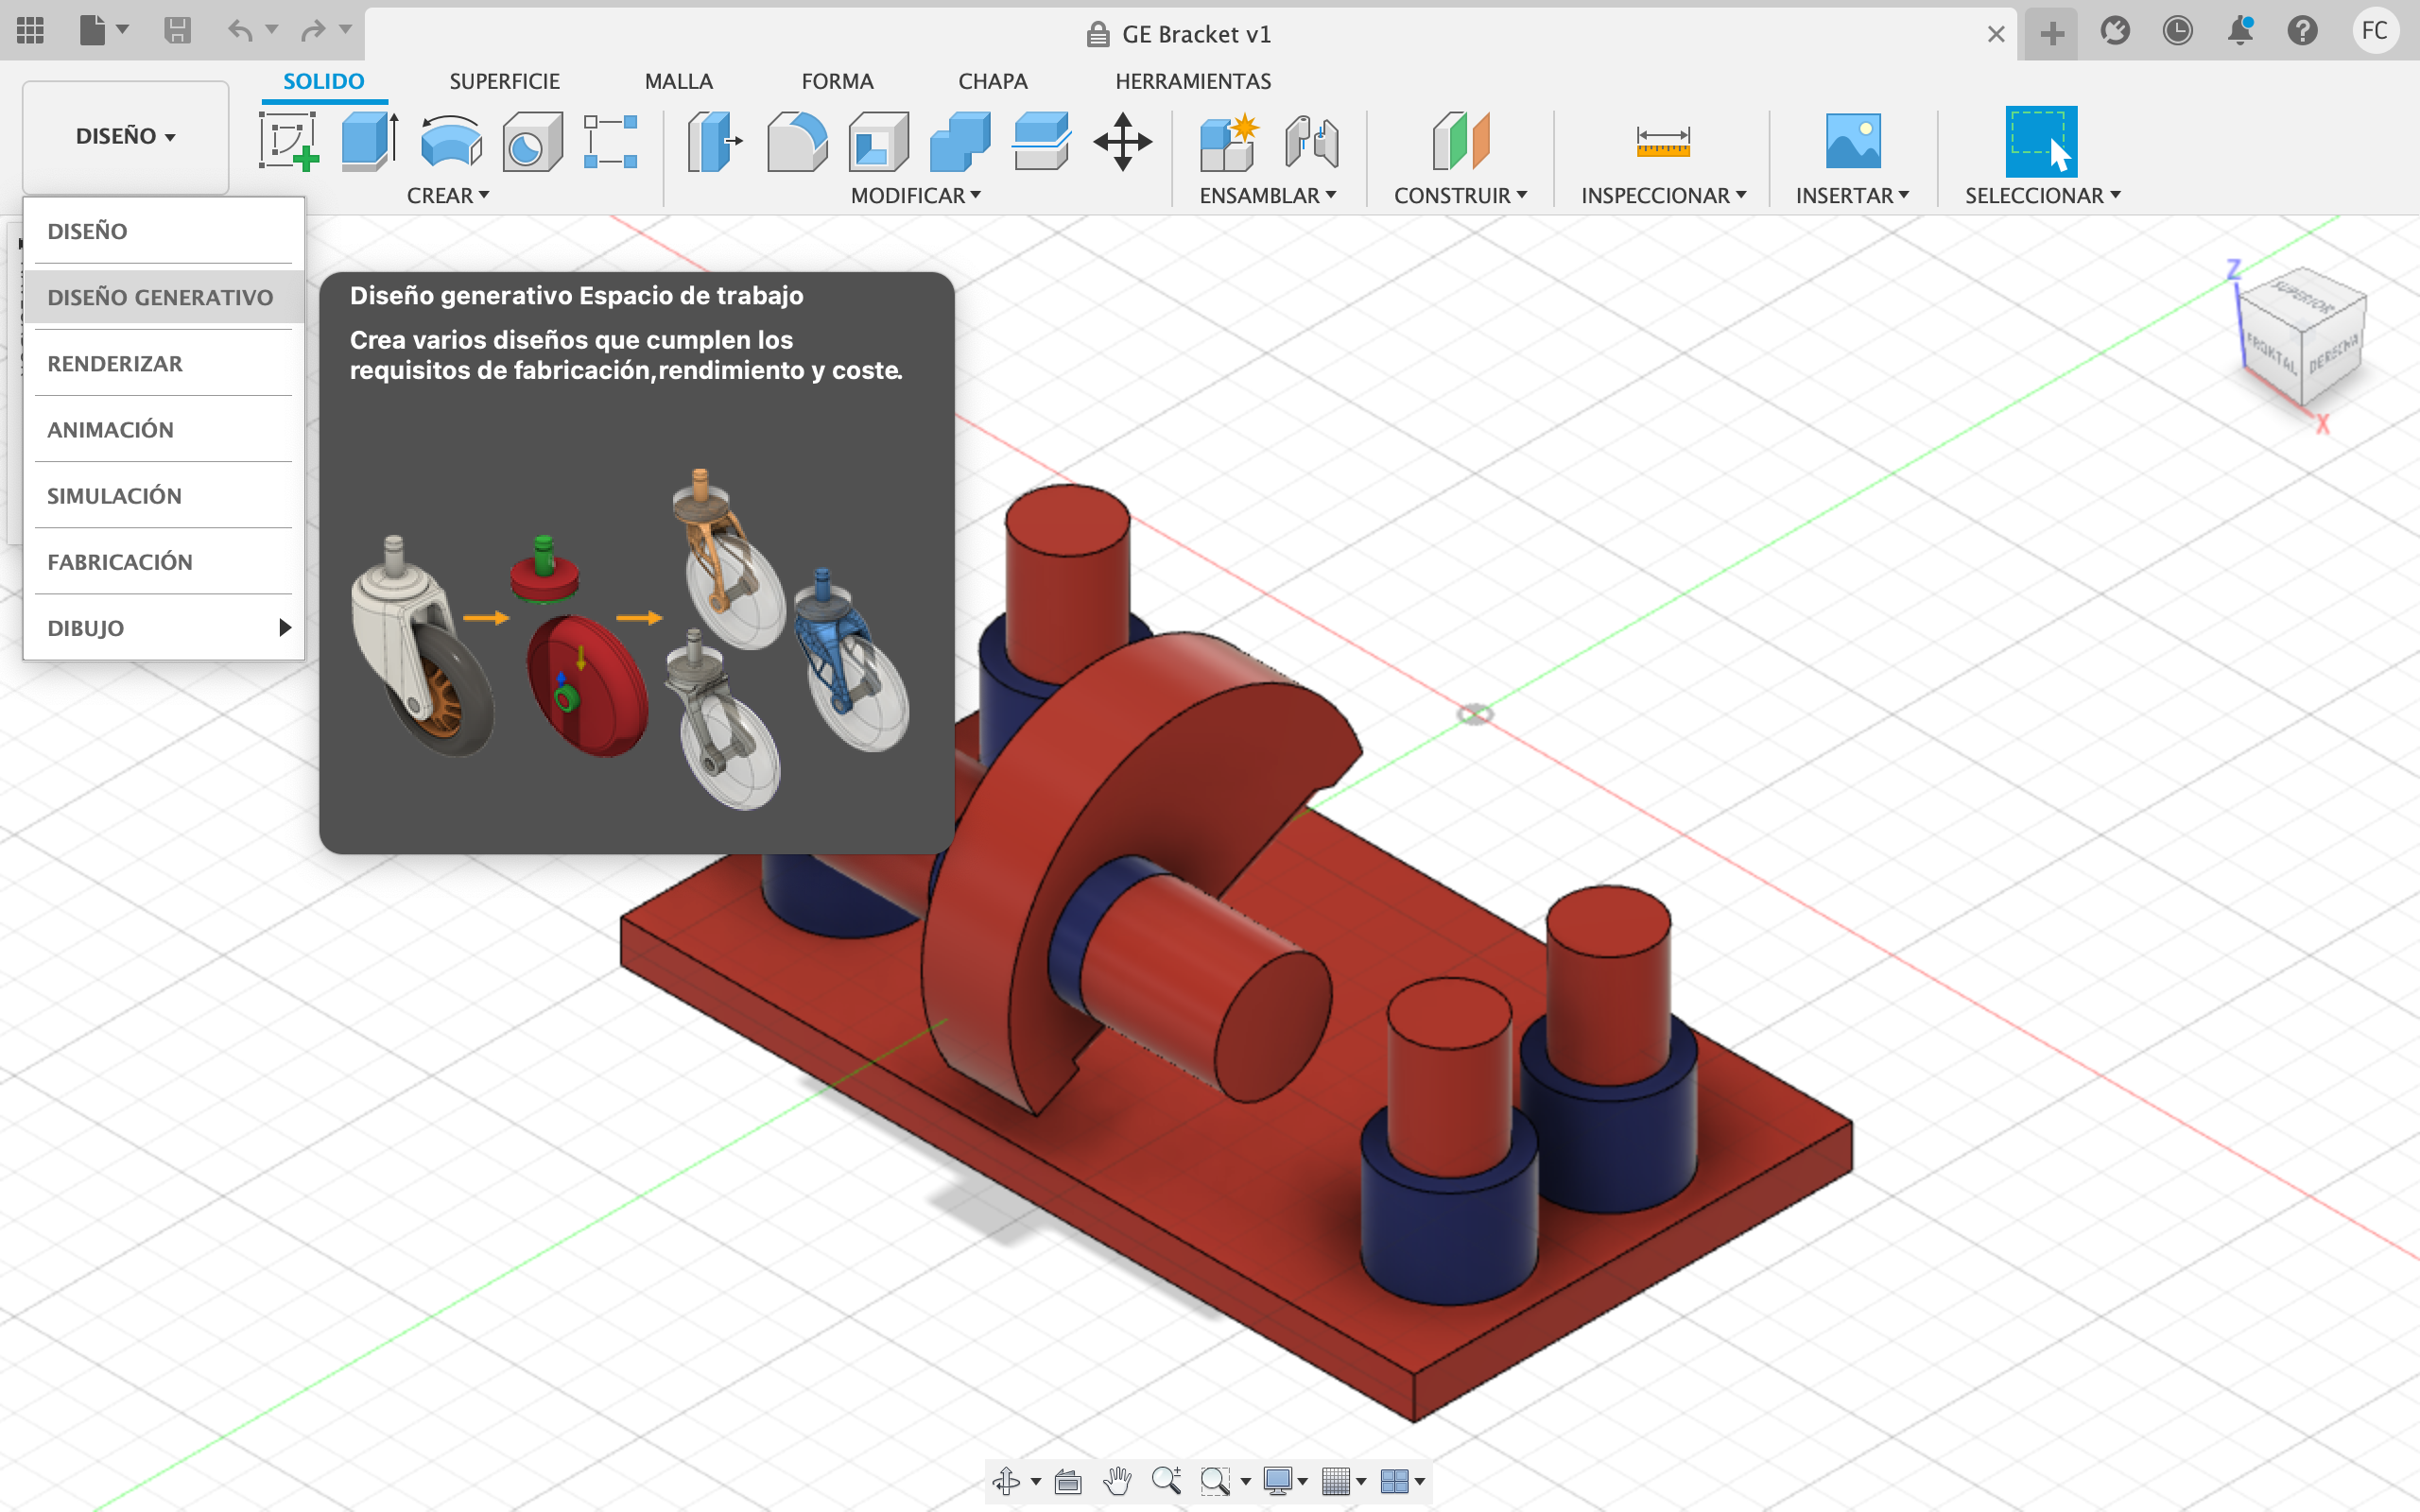 GE Bracket v1
FC
SOLIDO
SUPERFICIE
MALLA
FORMA
CHAPA
HERRAMIENTAS
DISEÑO
CREAR
MODIFICAR
ENSAMBLAR
CONSTRUIR
INSPECCIONAR
INSERTAR
SELECCIONAR
DISEÑO
DISEÑO GENERATIVO
RENDERIZAR
ANIMACIÓN
SIMULACIÓN
FABRICACIÓN
DIBUJO
Diseño generativo Espacio de trabajo
Crea varios diseños que cumplen los
requisitos de fabricación,rendimiento y coste.
Z
SUPERIOR
FRONTAL
DERECHA
X